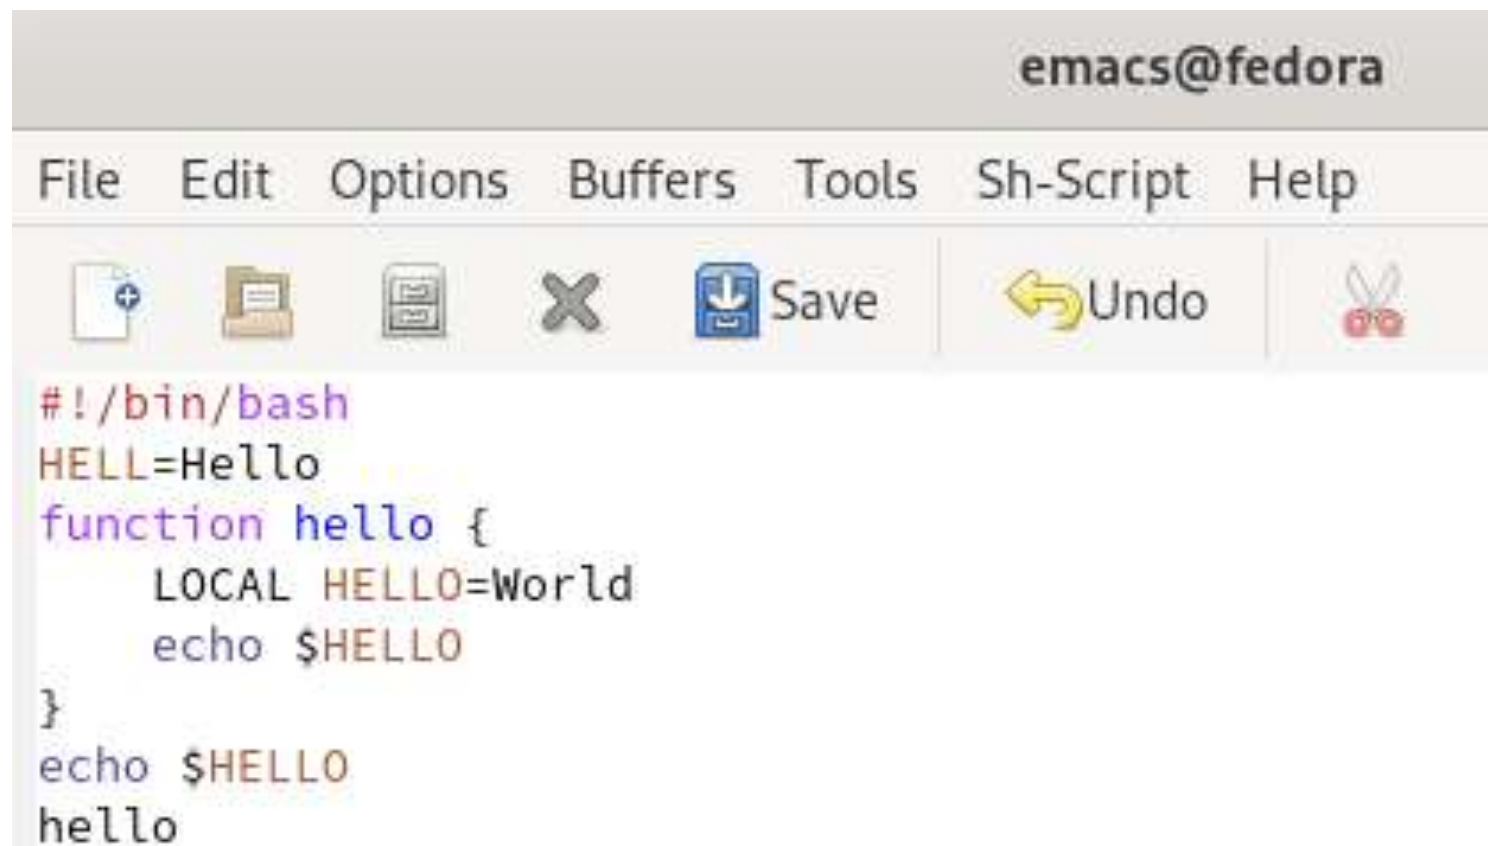 emacs@fedora
File Edit Options Buffers Tools Sh-Script Help
Save Undo
#!/bin/bash
HELL=Hello
function hello {
    LOCAL HELLO=World
    echo $HELLO
}
echo $HELLO
hello